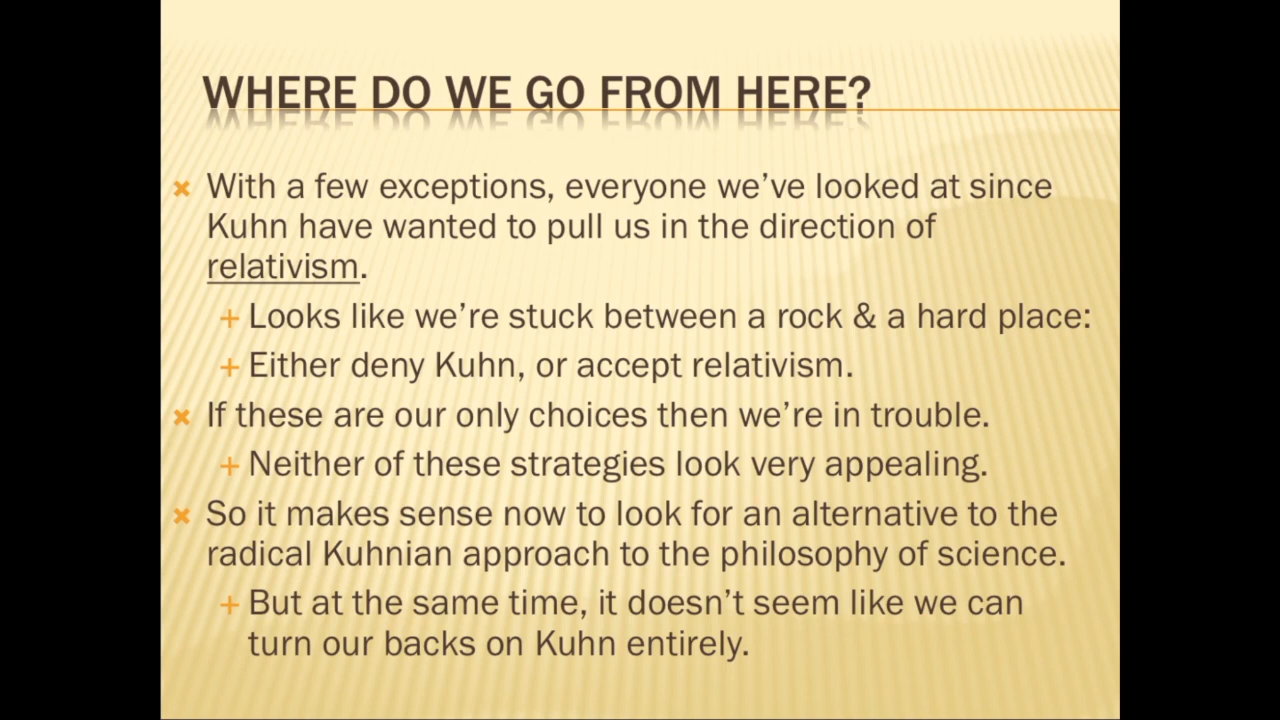 WHERE DO WE GO FROM HERE?
With a few exceptions, everyone we’ve looked at since
Kuhn have wanted to pull us in the direction of
relativism.
Looks like we’re stuck between a rock & a hard place:
Either deny Kuhn, or accept relativism.
If these are our only choices then we’re in trouble.
Neither of these strategies look very appealing.
So it makes sense now to look for an alternative to the
radical Kuhnian approach to the philosophy of science.
But at the same time, it doesn’t seem like we can
turn our backs on Kuhn entirely.